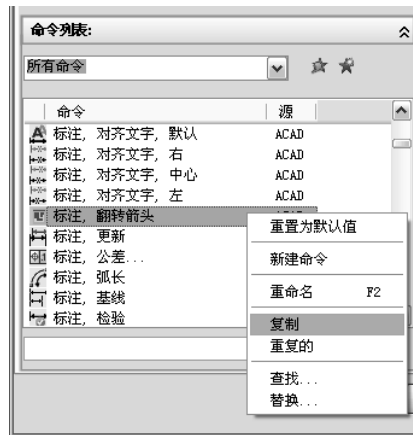 命令列表:
所有命令
命令 源
标注, 对齐文字, 默认 ACAD
标注, 对齐文字, 右 ACAD
标注, 对齐文字, 中心 ACAD
标注, 对齐文字, 左 ACAD
标注, 翻转箭头
标注, 更新
标注, 公差...
标注, 弧长
标注, 基线
标注, 检验
重置为默认值
新建命令
重命名 F2
复制
重复的
查找...
替换...